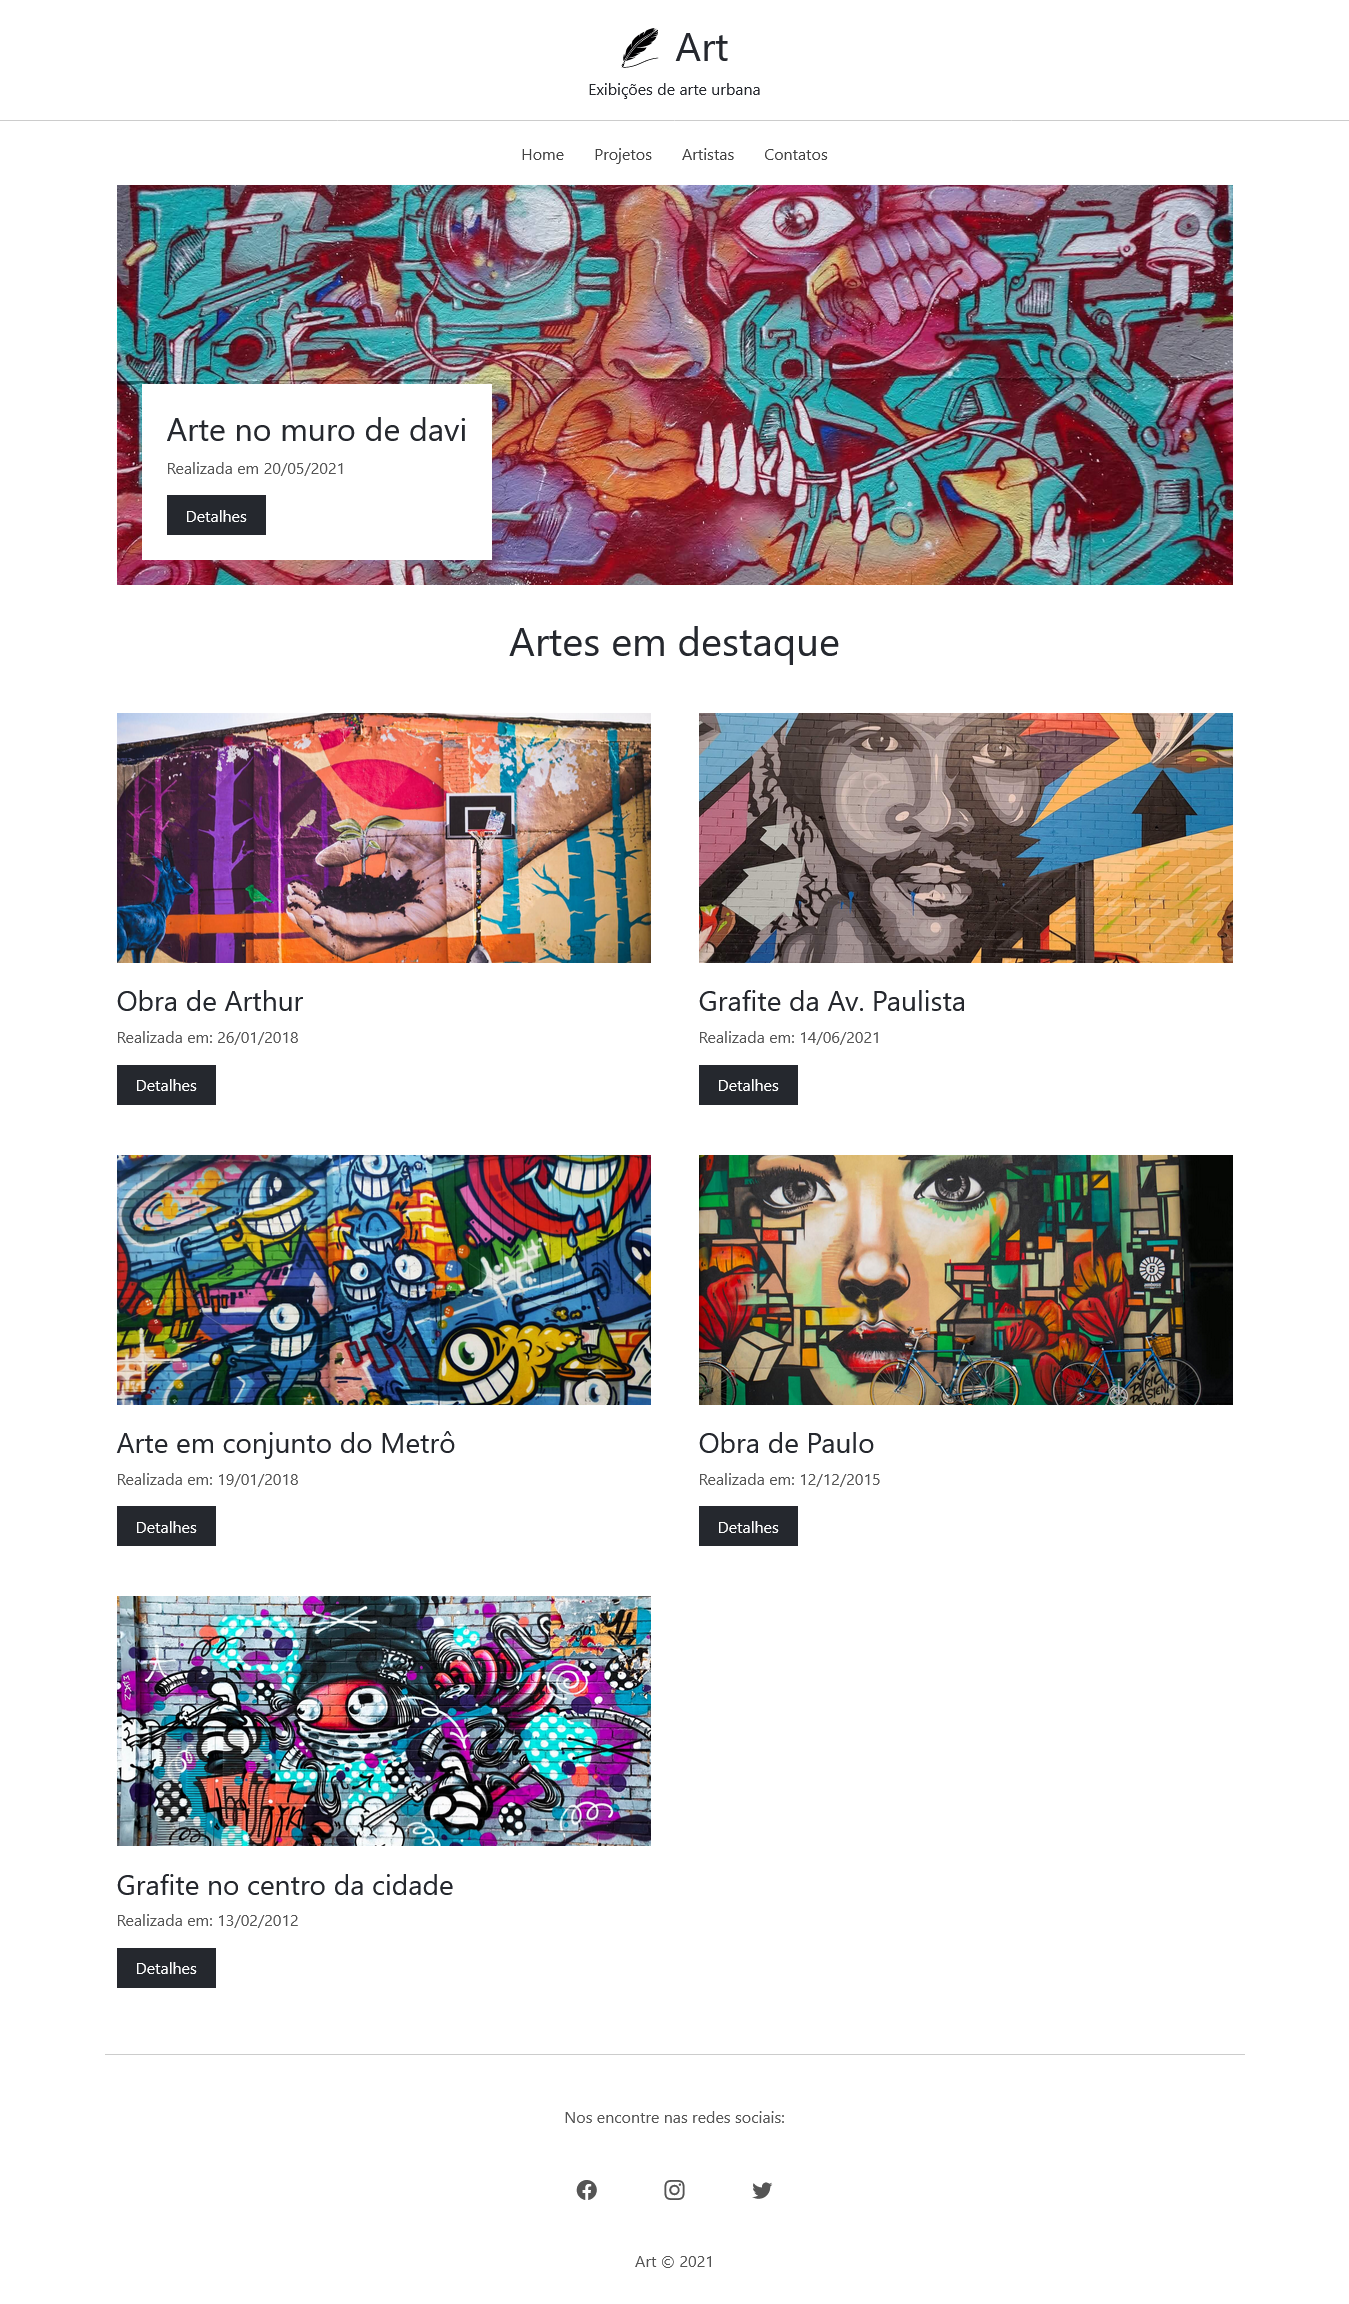 Art
Exibições de arte urbana
Home Projetos Artistas Contatos
Arte no muro de davi
Realizada em 20/05/2021
Detalhes
Artes em destaque
Obra de Arthur
Realizada em: 26/01/2018
Detalhes
Grafite da Av. Paulista
Realizada em: 14/06/2021
Detalhes
Arte em conjunto do Metrô
Realizada em: 19/01/2018
Detalhes
5
Obra de Paulo
Realizada em: 12/12/2015
Detalhes
Grafite no centro da cidade
Realizada em: 13/02/2012
Detalhes
Nos encontre nas redes sociais:
Art © 2021